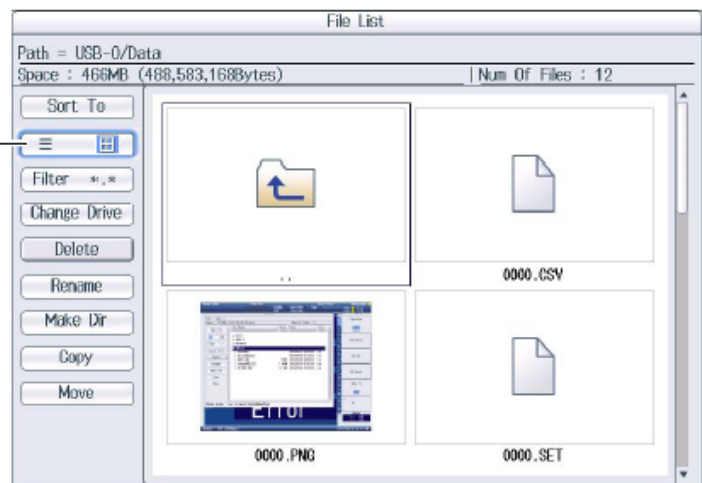 File List
Path = USB-0/Data
Space : 466MB (488,583,168Bytes) | Num Of Files : 12
Sort To
Filter *.*
Change Drive
Delete
Rename
Make Dir
Copy
Move
..
0000.CSV
Error
0000.PNG
0000.SET